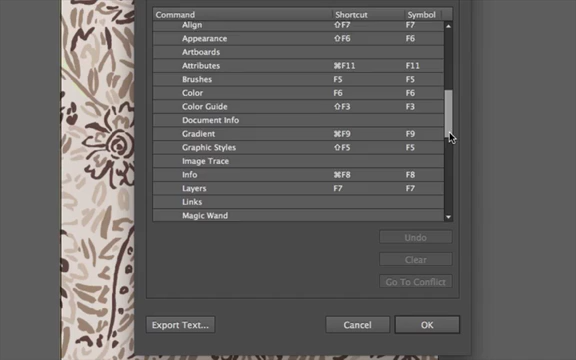 Command Shortcut Symbol
Align ⇧F7 F7
Appearance ⇧F6 F6
Artboards
Attributes ⌘F11 F11
Brushes F5 F5
Color F6 F6
Color Guide ⇧F3 F3
Document Info
Gradient ⌘F9 F9
Graphic Styles ⇧F5 F5
Image Trace
Info ⌘F8 F8
Layers F7 F7
Links
Magic Wand
Undo
Clear
Go To Conflict
Export Text... Cancel OK